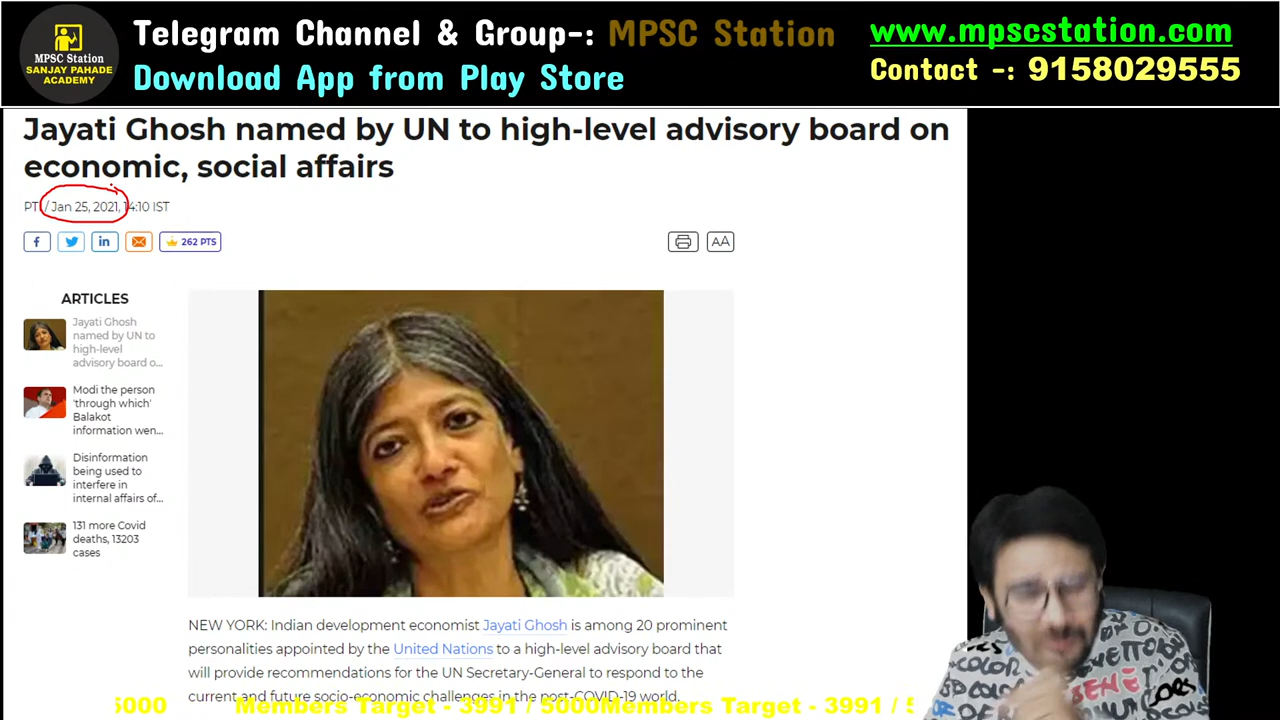 MPSC Station
SANJAY PAHADE
ACADEMY
Telegram Channel & Group-: MPSC Station
Download App from Play Store
www.mpscstation.com
Contact -: 9158029555
Jayati Ghosh named by UN to high-level advisory board on
economic, social affairs
PTI / Jan 25, 2021, 14:10 IST
262 PTS
AA
ARTICLES
Jayati Ghosh
named by UN to
high-level
advisory board o...
Modi the person
'through which'
Balakot
information wen...
Disinformation
being used to
interfere in
internal affairs of...
131 more Covid
deaths, 13203
cases
NEW YORK: Indian development economist Jayati Ghosh is among 20 prominent
personalities appointed by the United Nations to a high-level advisory board that
will provide recommendations for the UN Secretary-General to respond to the
current and future socio-economic challenges in the post-COVID-19 world.
5000 Members Target - 3991 / 5000Members Target - 3991 / 5